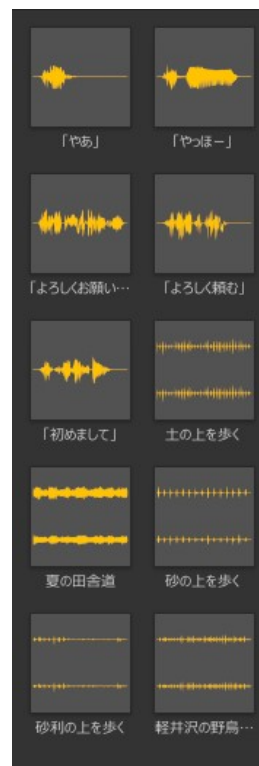 「やあ」
「やっほー」
「よろしくお願い…
「よろしく頼む」
「初めまして」
土の上を歩く
夏の田舎道
砂の上を歩く
砂利の上を歩く
軽井沢の野鳥…